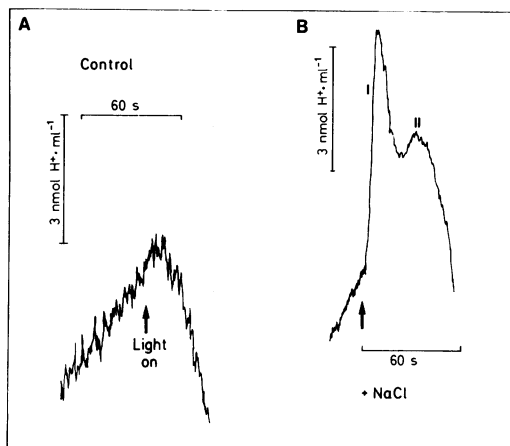 A
Control
60 s
3 nmol H⁺·ml⁻¹
Light
on
B
3 nmol H⁺·ml⁻¹
I
II
60 s
+ NaCl